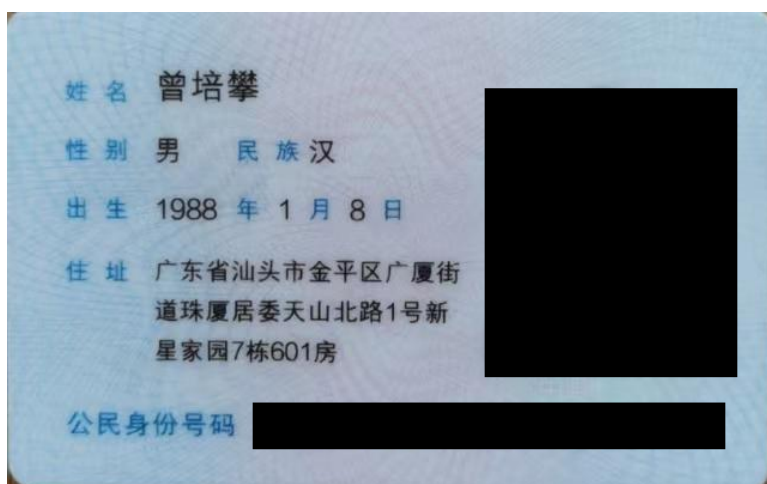 姓名 曾培攀
性别 男 民族 汉
出生 1988 年 1 月 8 日
住址 广东省汕头市金平区广厦街
道珠厦居委天山北路1号新
星家园7栋601房
公民身份号码